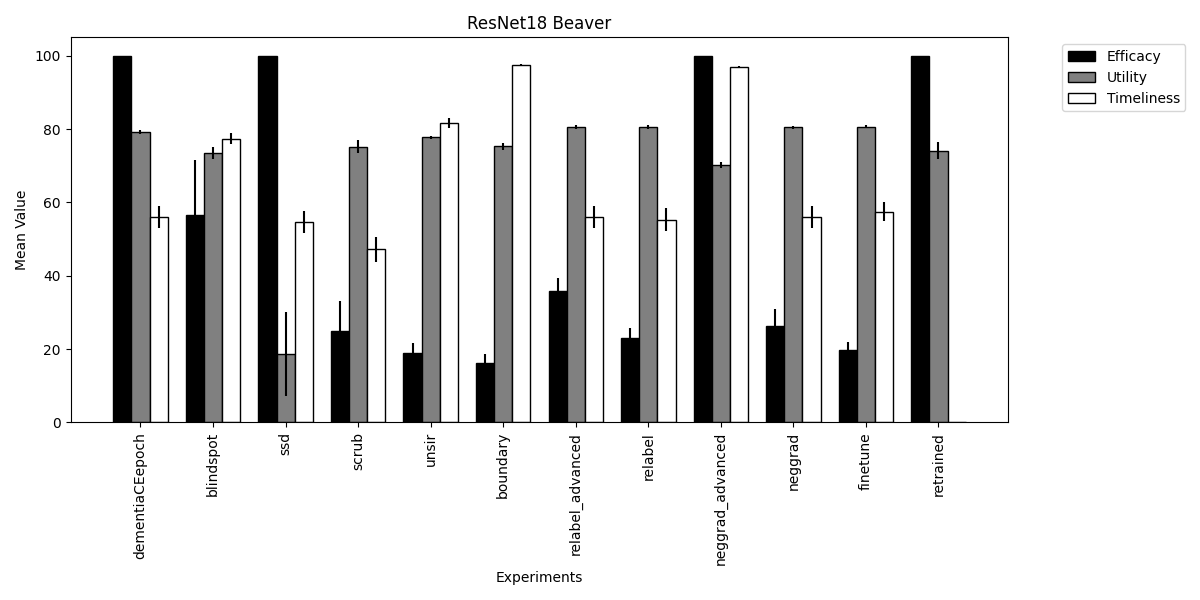 ResNet18 Beaver
Efficacy
Utility
Timeliness
100
80
60
40
20
0
Mean Value
dementiaCEepoch
blindspot
ssd
scrub
unsir
boundary
relabel_advanced
relabel
neggrad_advanced
neggrad
finetune
retrained
Experiments